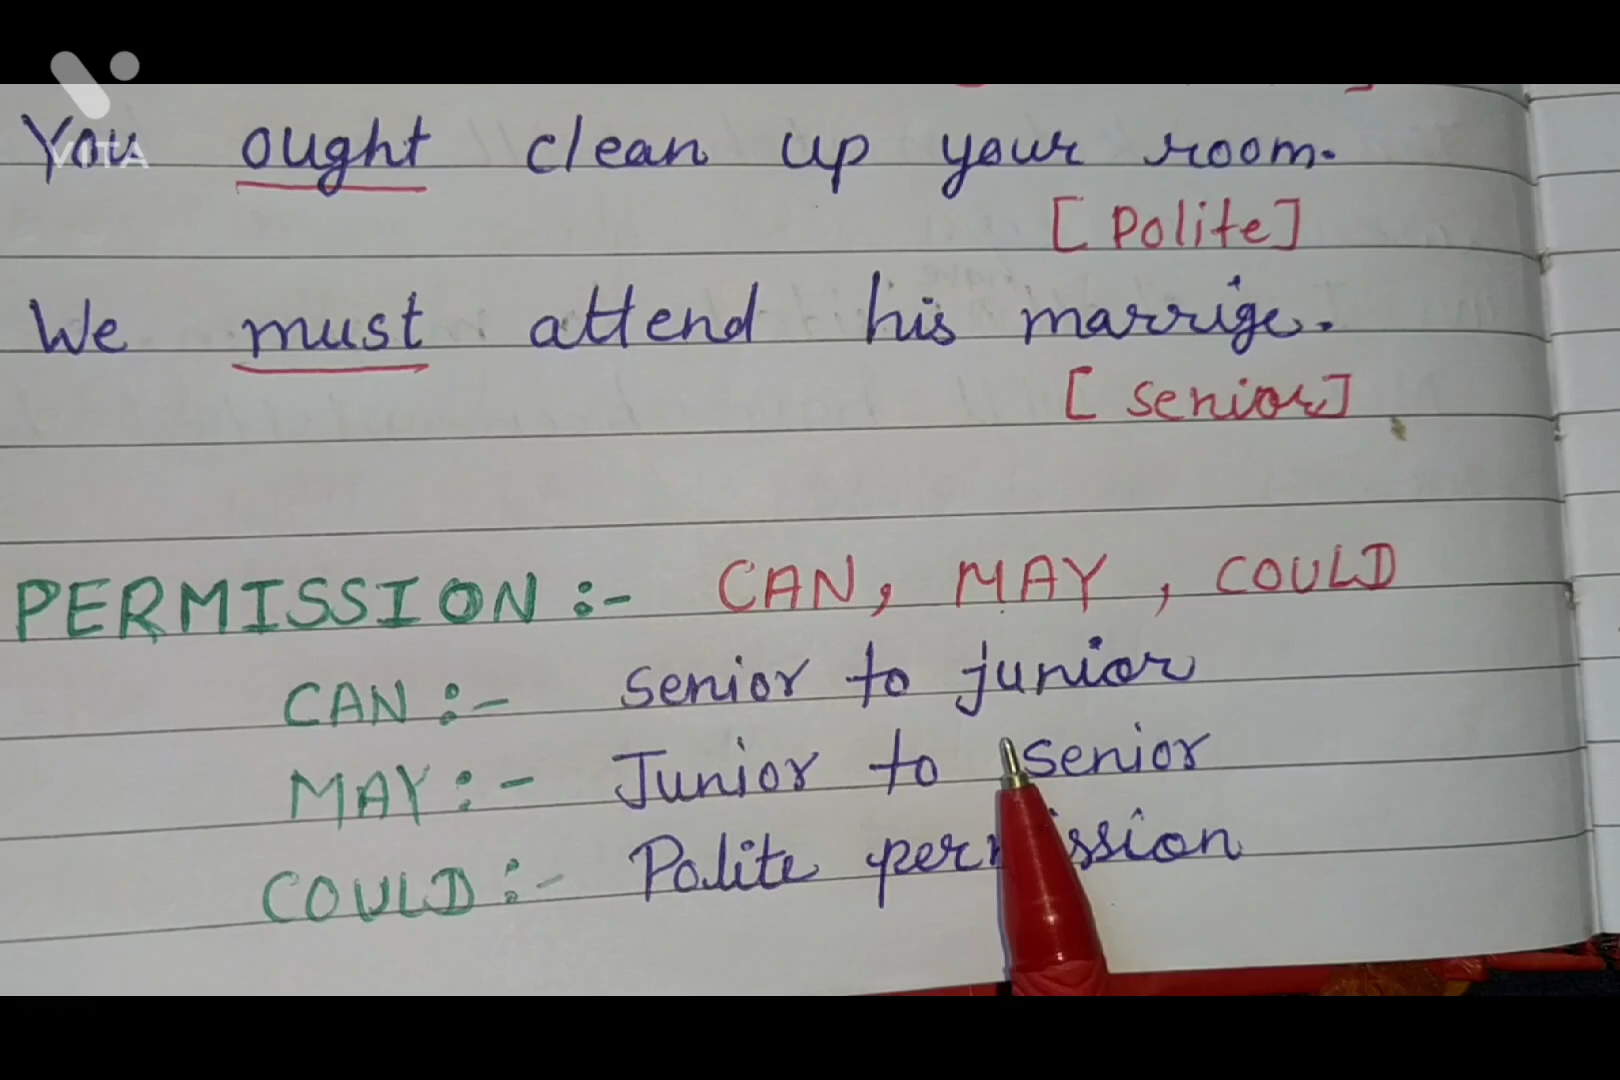 VITA
You ought clean up your room.
[Polite]
We must attend his marrige.
[senior]
PERMISSION :- CAN, MAY, COULD
CAN :- senior to junior
MAY :- Junior to senior
COULD :- Polite